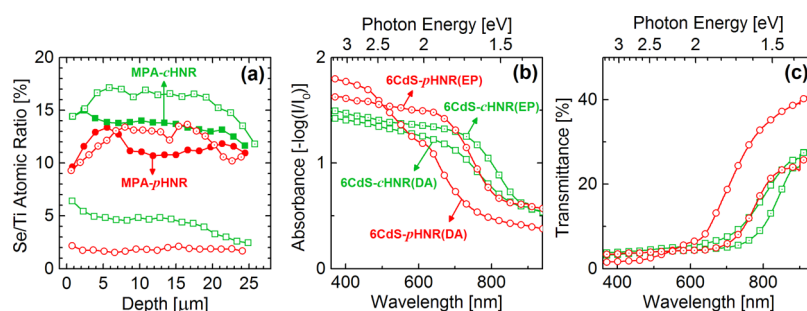 Photon Energy [eV]
Photon Energy [eV]
3 2.5 2 1.5
3 2.5 2 1.5
20
15
10
5
0
Se/Ti Atomic Ratio [%]
MPA-cHNR
(a)
MPA-pHNR
0 5 10 15 20 25
Depth [μm]
2
1
0
Absorbance [-log(I/I0)]
6CdS-pHNR(EP)
(b)
6CdS-cHNR(EP)
6CdS-cHNR(DA)
6CdS-pHNR(DA)
400 600 800
Wavelength [nm]
40
20
0
Transmittance [%]
(c)
400 600 800
Wavelength [nm]